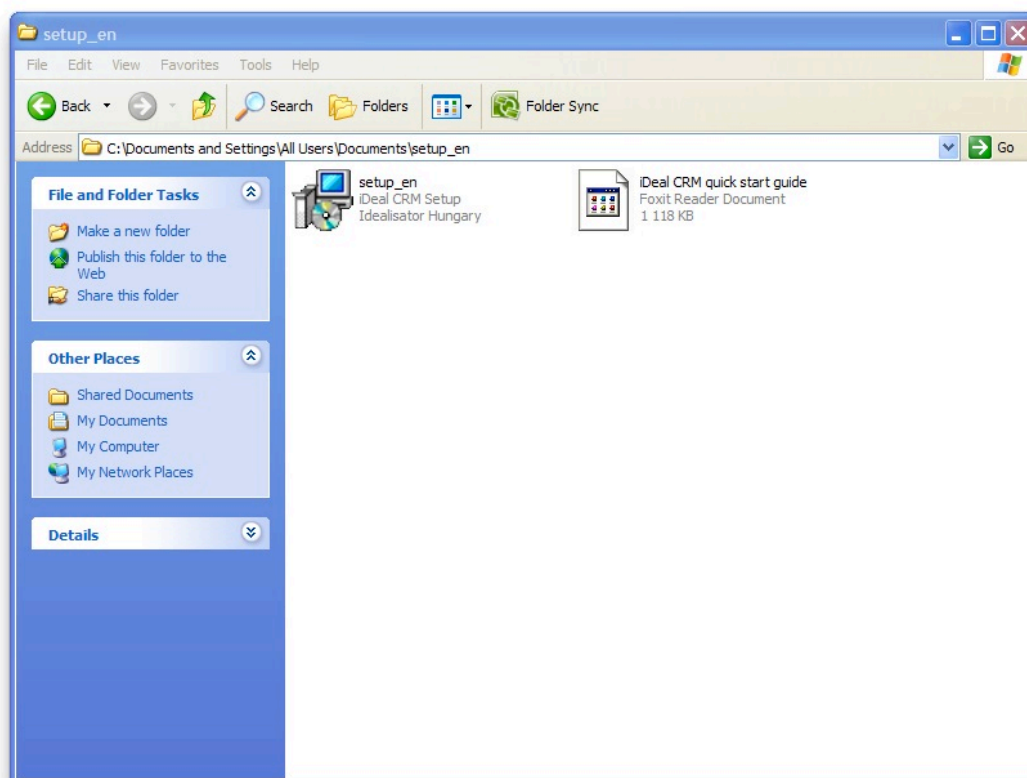 setup_en
File Edit View Favorites Tools Help
Back Search Folders Folder Sync
Address C:\Documents and Settings\All Users\Documents\setup_en Go
File and Folder Tasks
Make a new folder
Publish this folder to the
Web
Share this folder
Other Places
Shared Documents
My Documents
My Computer
My Network Places
Details
setup_en
iDeal CRM Setup
Idealisator Hungary
iDeal CRM quick start guide
Foxit Reader Document
1 118 KB